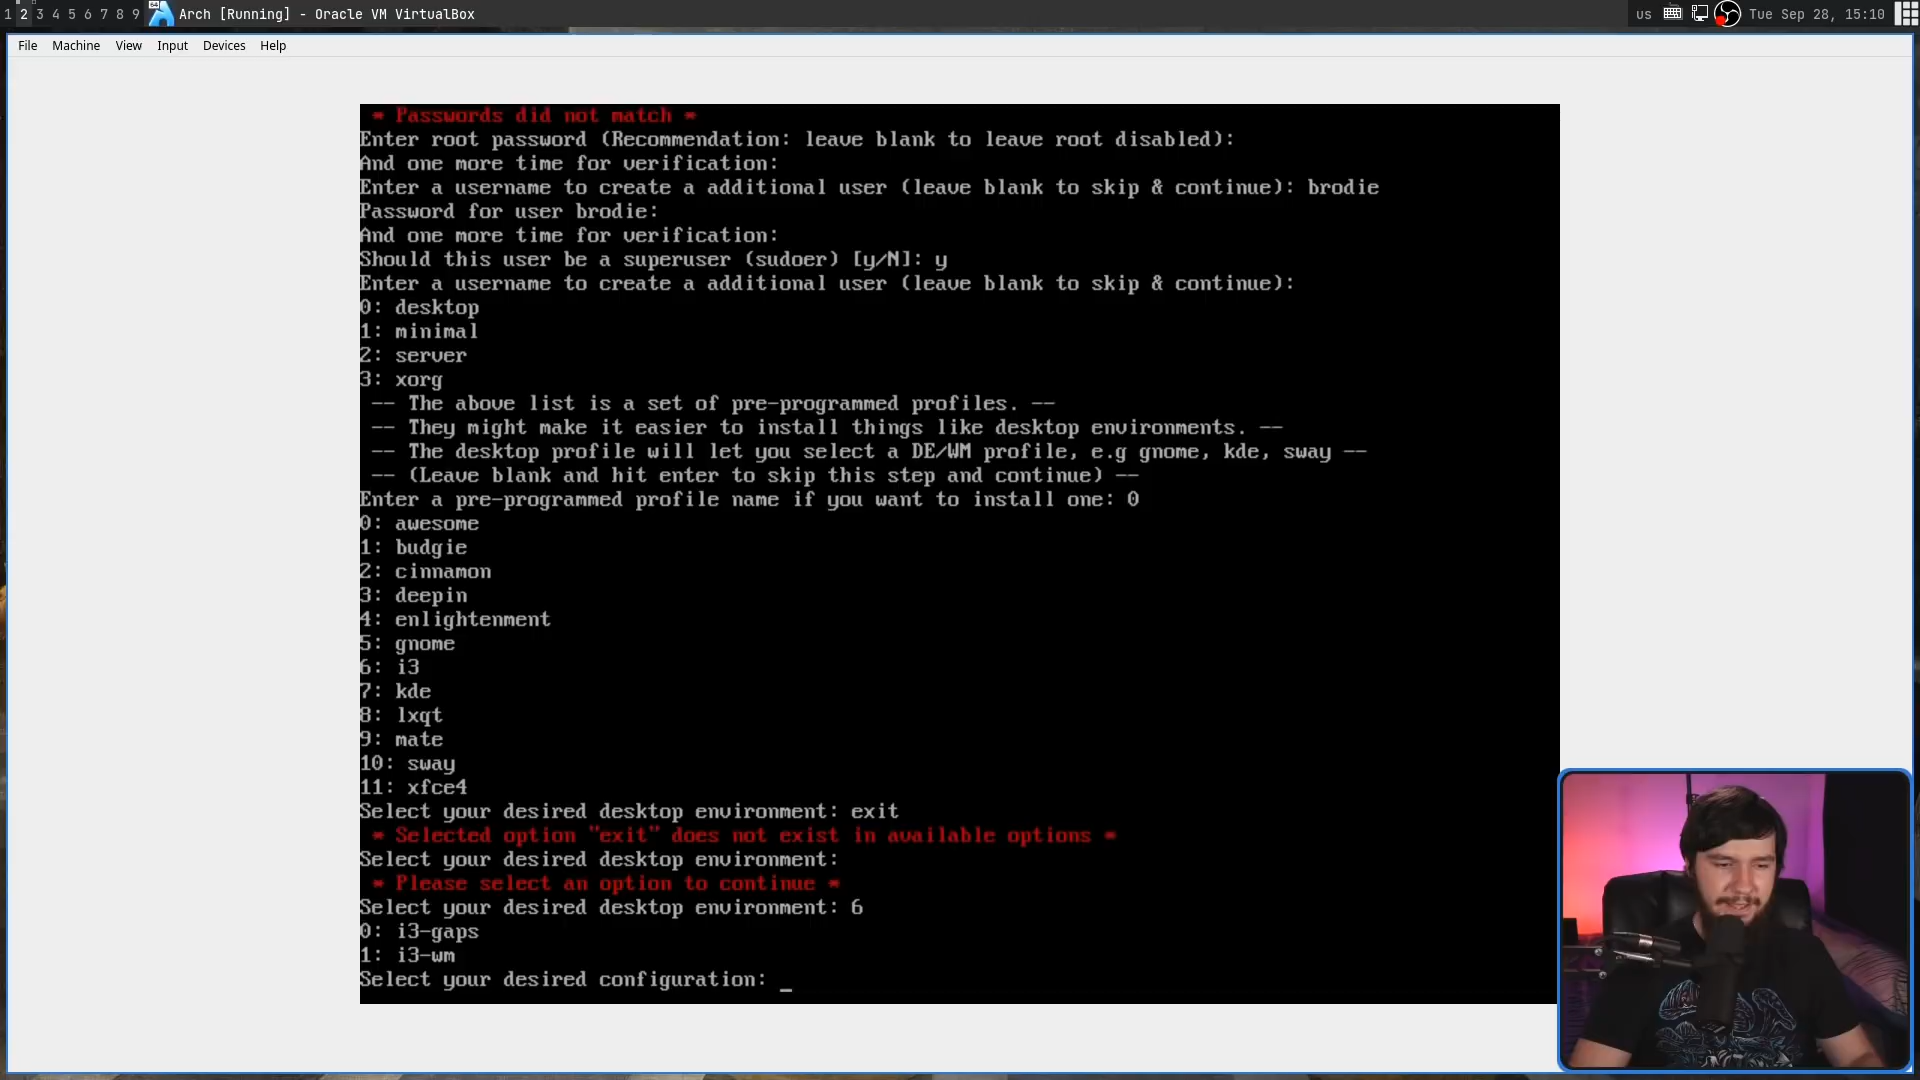 1 2 3 4 5 6 7 8 9 Arch [Running] - Oracle VM VirtualBox us Tue Sep 28, 15:10
File Machine View Input Devices Help
* Passwords did not match *
Enter root password (Recommendation: leave blank to leave root disabled):
And one more time for verification:
Enter a username to create a additional user (leave blank to skip & continue): brodie
Password for user brodie:
And one more time for verification:
Should this user be a superuser (sudoer) [y/N]: y
Enter a username to create a additional user (leave blank to skip & continue):
0: desktop
1: minimal
2: server
3: xorg
-- The above list is a set of pre-programmed profiles. --
-- They might make it easier to install things like desktop environments. --
-- The desktop profile will let you select a DE/WM profile, e.g gnome, kde, sway --
-- (Leave blank and hit enter to skip this step and continue) --
Enter a pre-programmed profile name if you want to install one: 0
0: awesome
1: budgie
2: cinnamon
3: deepin
4: enlightenment
5: gnome
6: i3
7: kde
8: lxqt
9: mate
10: sway
11: xfce4
Select your desired desktop environment: exit
* Selected option "exit" does not exist in available options *
Select your desired desktop environment:
* Please select an option to continue *
Select your desired desktop environment: 6
0: i3-gaps
1: i3-wm
Select your desired configuration: _